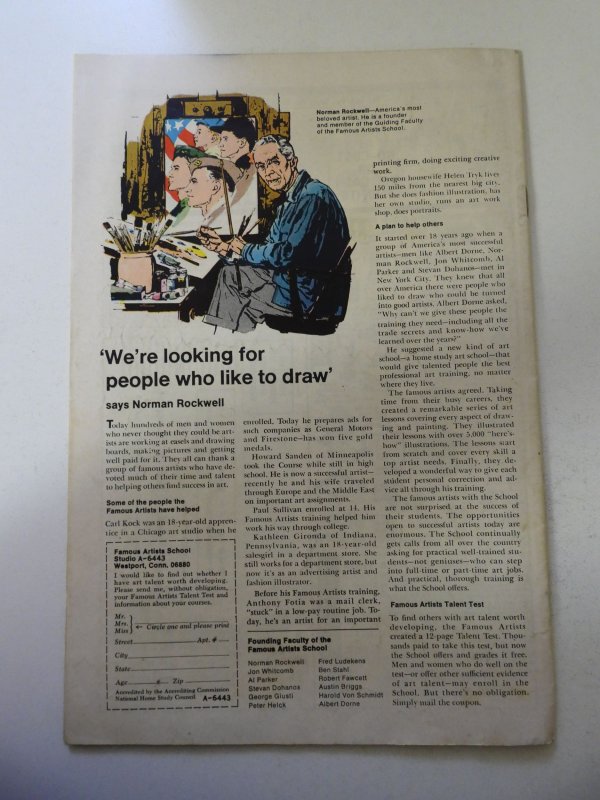 Norman Rockwell—America's most
beloved artist. He is a founder
and member of the Guiding Faculty
of the Famous Artists School.
'We're looking for
people who like to draw'
says Norman Rockwell
Today hundreds of men and women
who never thought they could be art-
ists are working at easels and drawing
boards, making pictures and getting
well paid for it. They all can thank a
group of famous artists who have de-
voted much of their time and talent
to helping others find success in art.
Some of the people the
Famous Artists have helped
Carl Kock was an 18-year-old appren-
tice in a Chicago art studio when he
enrolled. Today he prepares ads for
such companies as General Motors
and Firestone—has won five gold
medals.
Howard Sanden of Minneapolis
took the Course while still in high
school. He is now a successful artist—
recently he and his wife traveled
through Europe and the Middle East
on important art assignments.
Paul Sullivan enrolled at 14. His
Famous Artists training helped him
work his way through college.
Kathleen Gironda of Indiana,
Pennsylvania, was an 18-year-old
salesgirl in a department store. She
still works for a department store, but
now it's as an advertising artist and
fashion illustrator.
Before his Famous Artists training,
Anthony Fotia was a mail clerk,
"stuck" in a low-pay routine job. To-
day, he's an artist for an important
printing firm, doing exciting creative
work.
Oregon housewife Helen Tryk lives
150 miles from the nearest big city.
But she does fashion illustration, has
her own studio, runs an art work
shop, does portraits.
A plan to help others
It started over 18 years ago when a
group of America's most successful
artists—men like Albert Dorne, Nor-
man Rockwell, Jon Whitcomb, Al
Parker and Stevan Dohanos—met in
New York City. They knew that all
over America there were people who
liked to draw who could be turned
into good artists. Albert Dorne asked,
"Why can't we give these people the
training they need—including all the
trade secrets and know-how we've
learned over the years?"
He suggested a new kind of art
school—a home study art school—that
would give talented people the best
professional art training, no matter
where they live.
The famous artists agreed. Taking
time from their busy careers, they
created a remarkable series of art
lessons covering every aspect of draw-
ing and painting. They illustrated
their lessons with over 5,000 "here's-
how" illustrations. The lessons start
from scratch and cover every skill a
top artist needs. Finally, they de-
veloped a wonderful way to give each
student personal correction and ad-
vice all through his training.
The famous artists with the School
are not surprised at the success of
their students. The opportunities
open to successful artists today are
enormous. The School continually
gets calls from all over the country
asking for practical well-trained stu-
dents—not geniuses—who can step
into full-time or part-time art jobs.
And practical, thorough training is
what the School offers.
Famous Artists Talent Test
To find others with art talent worth
developing, the Famous Artists
created a 12-page Talent Test. Thou-
sands paid to take this test, but now
the School offers and grades it free.
Men and women who do well on the
test—or offer other sufficient evidence
of art talent—may enroll in the
School. But there's no obligation.
Simply mail the coupon.
Famous Artists School
Studio A-6443
Westport, Conn. 06880
I would like to find out whether I
have art talent worth developing.
Please send me, without obligation,
your Famous Artists Talent Test and
information about your courses.
Mr.
Mrs. ← Circle one and please print
Miss
Street Apt. #
City
State
Age Zip
Accredited by the Accrediting Commission
National Home Study Council A-6443
Founding Faculty of the
Famous Artists School
Norman Rockwell
Jon Whitcomb
Al Parker
Stevan Dohanos
George Giusti
Peter Helck
Fred Ludekens
Ben Stahl
Robert Fawcett
Austin Briggs
Harold Von Schmidt
Albert Dorne